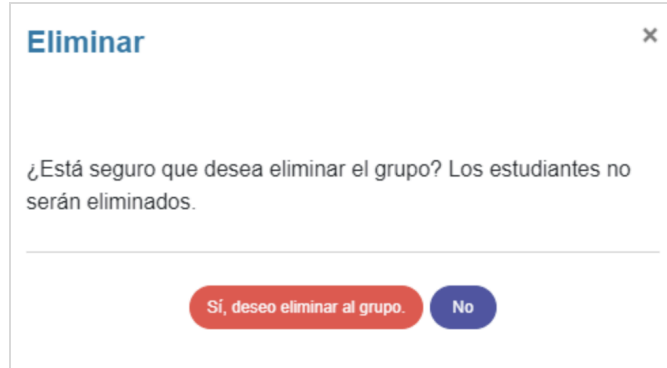 Eliminar
×
¿Está seguro que desea eliminar el grupo? Los estudiantes no
serán eliminados.
Sí, deseo eliminar al grupo.
No